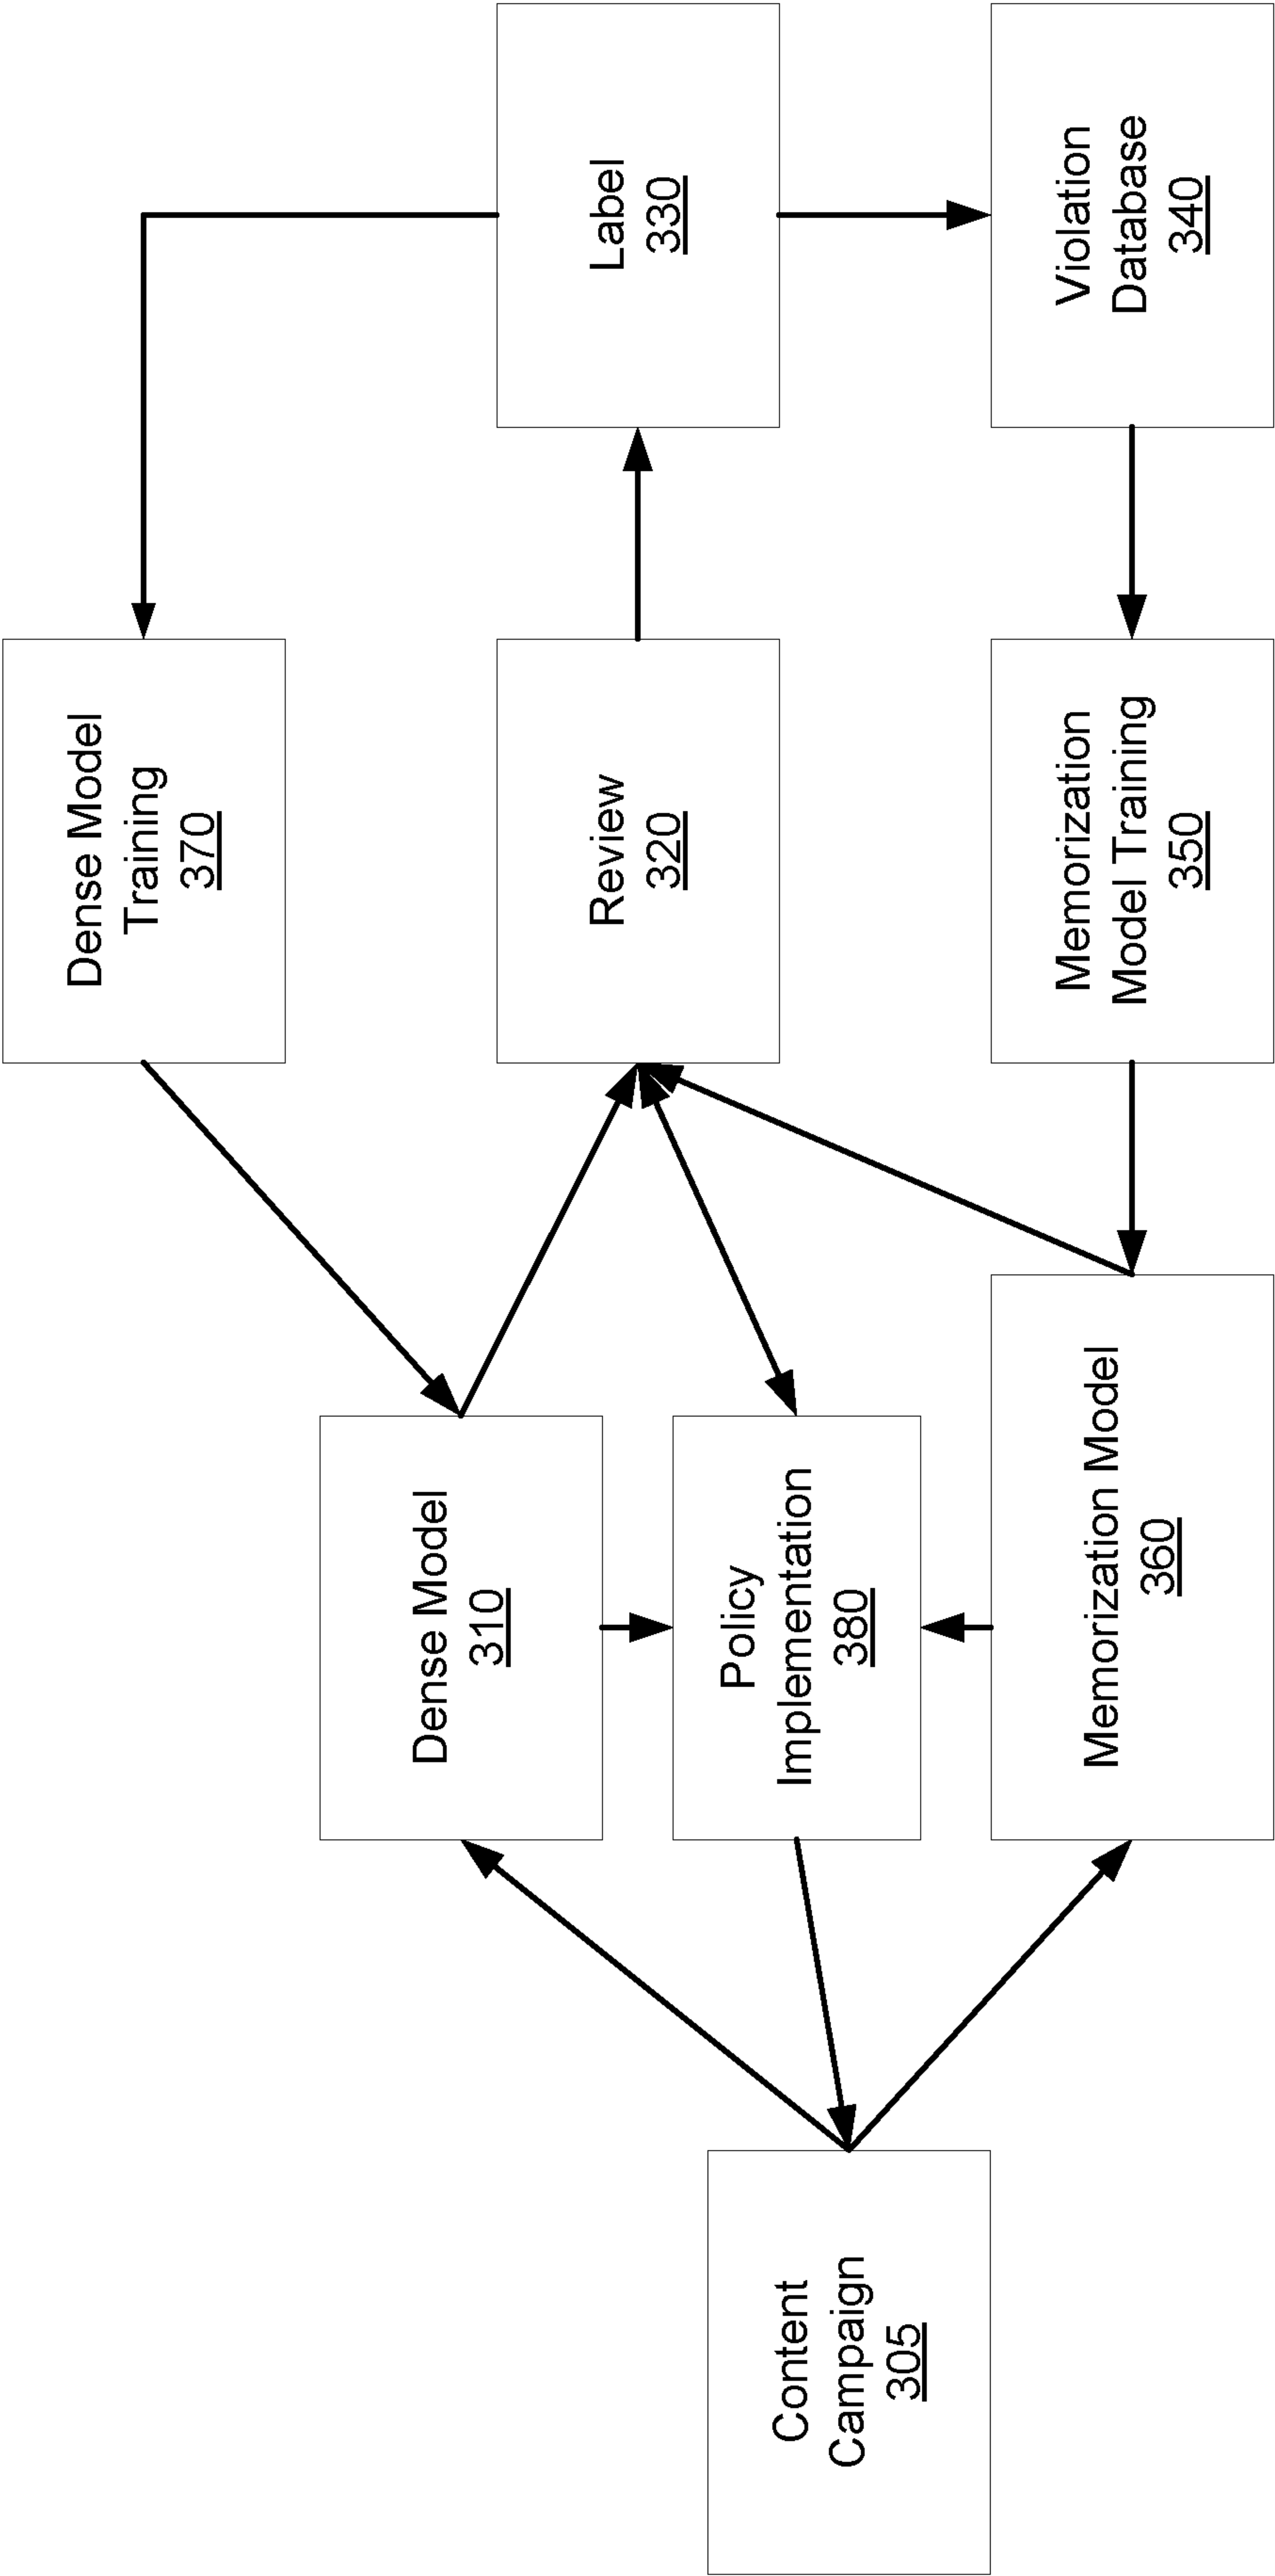 Content
Campaign
305
Dense Model
310
Policy
Implementation
380
Memorization Model
360
Dense Model
Training
370
Review
320
Memorization
Model Training
350
Label
330
Violation
Database
340